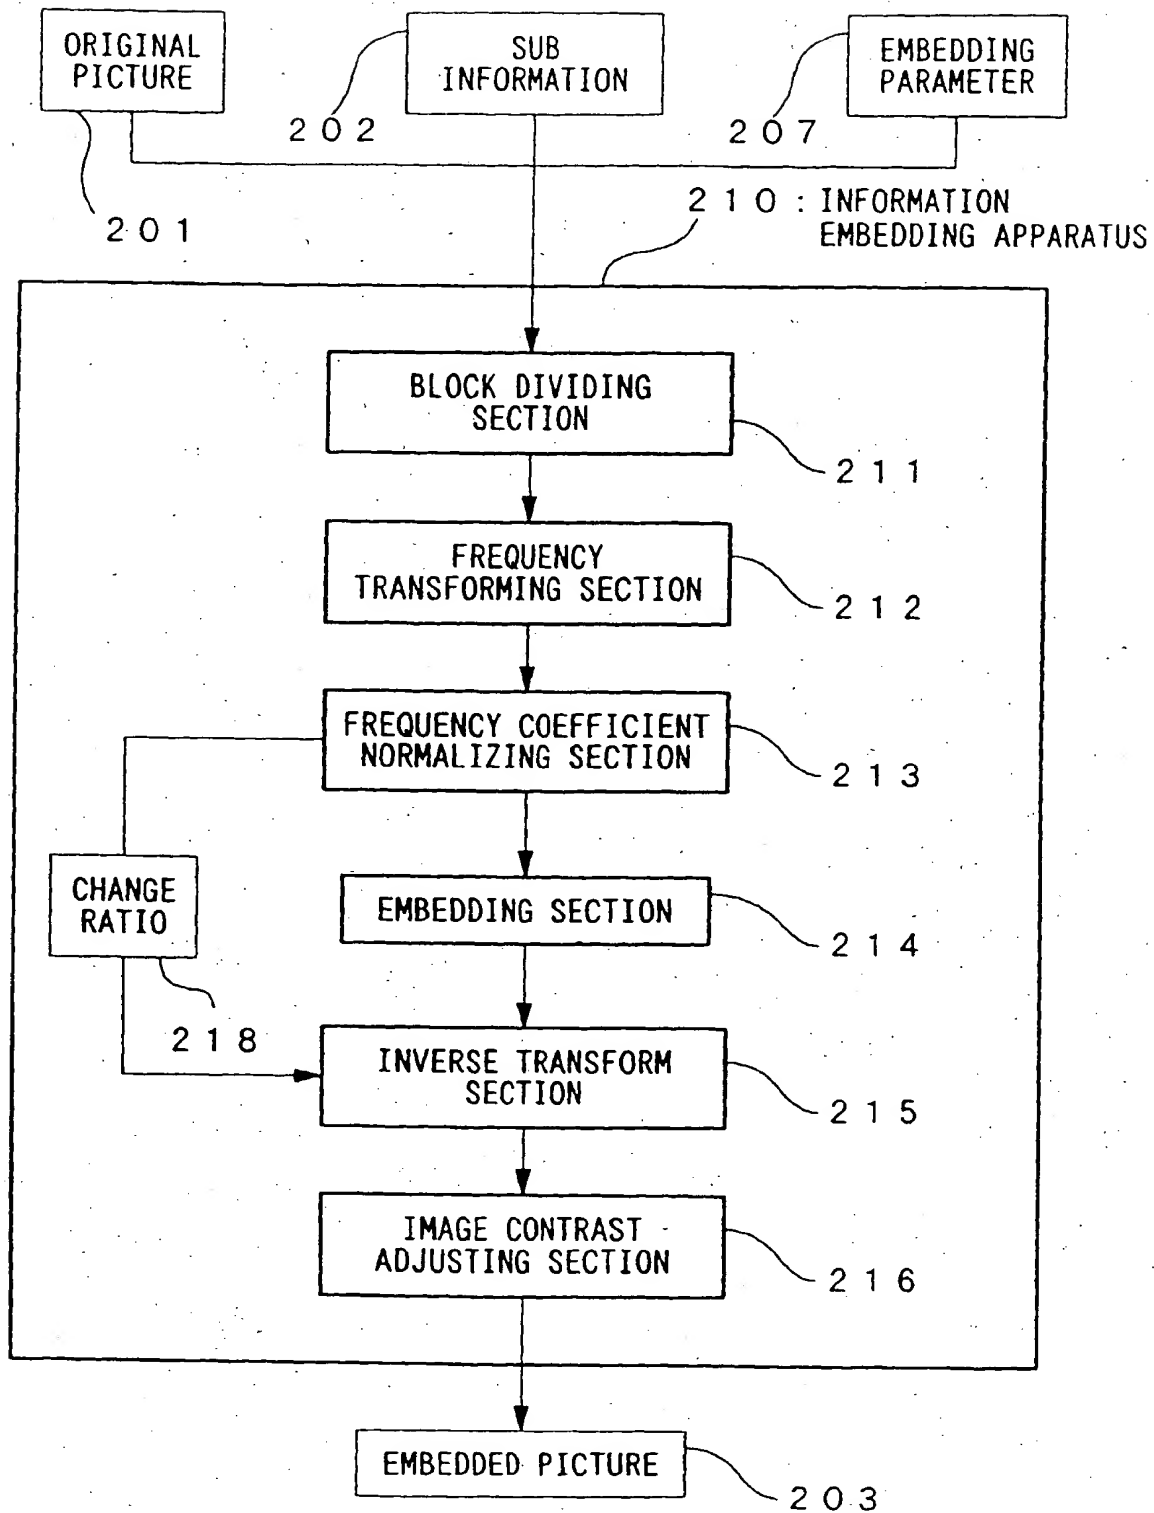 ORIGINAL
PICTURE
SUB
INFORMATION
EMBEDDING
PARAMETER
201
202
207
210 : INFORMATION
EMBEDDING APPARATUS
BLOCK DIVIDING
SECTION
211
FREQUENCY
TRANSFORMING SECTION
212
FREQUENCY COEFFICIENT
NORMALIZING SECTION
213
CHANGE
RATIO
218
EMBEDDING SECTION
214
INVERSE TRANSFORM
SECTION
215
IMAGE CONTRAST
ADJUSTING SECTION
216
EMBEDDED PICTURE
203